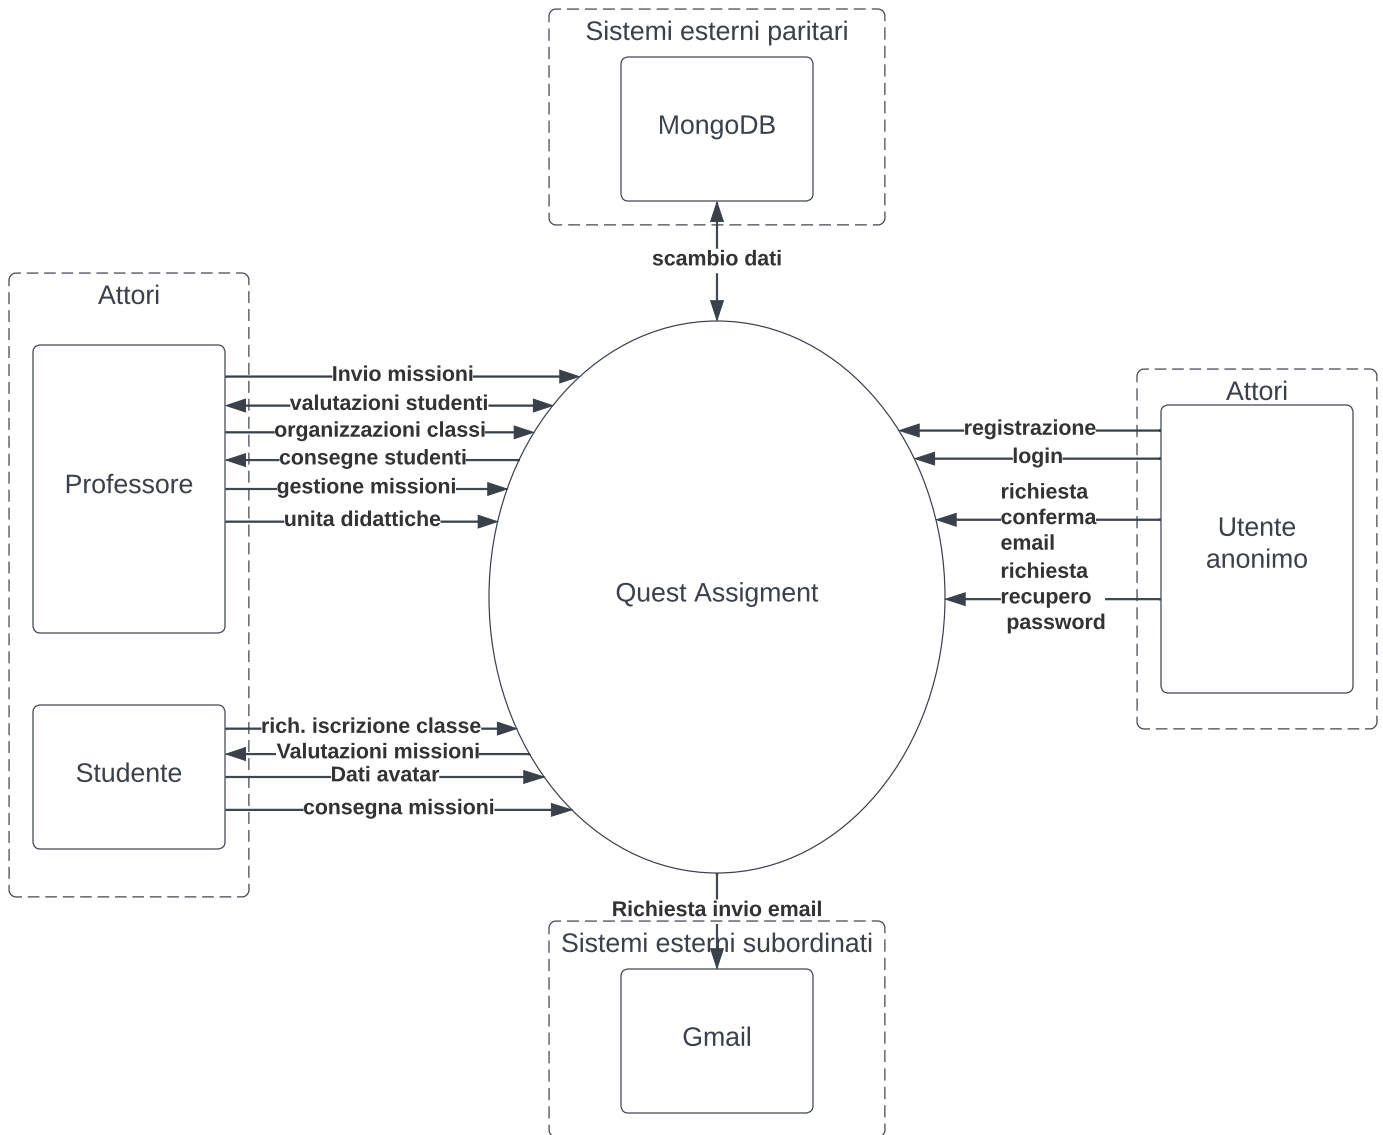 Sistemi esterni paritari
MongoDB
scambio dati
Attori
Professore
Invio missioni
valutazioni studenti
organizzazioni classi
consegne studenti
gestione missioni
unita didattiche
Studente
rich. iscrizione classe
Valutazioni missioni
Dati avatar
consegna missioni
Quest Assigment
Attori
registrazione
login
richiesta
conferma
email
richiesta
recupero
password
Utente
anonimo
Richiesta invio email
Sistemi esterni subordinati
Gmail